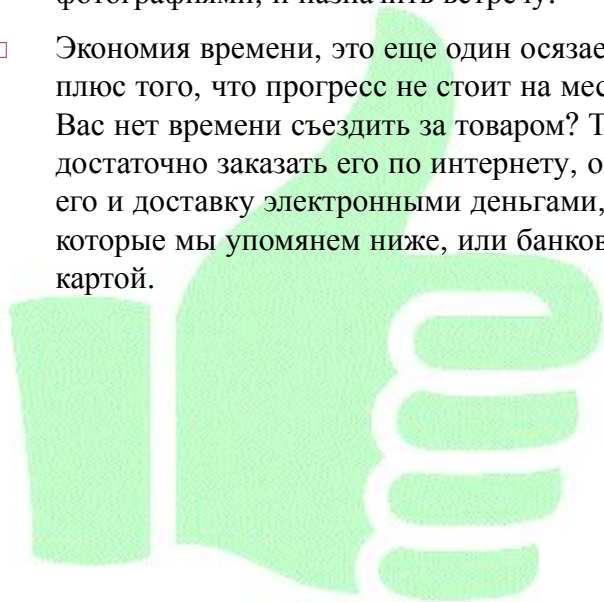 фотографиями, и назначить встречу.
Экономия времени, это еще один осязае
плюс того, что прогресс не стоит на мес
Вас нет времени съездить за товаром? Т
достаточно заказать его по интернету, о
его и доставку электронными деньгами,
которые мы упомянем ниже, или банков
картой.